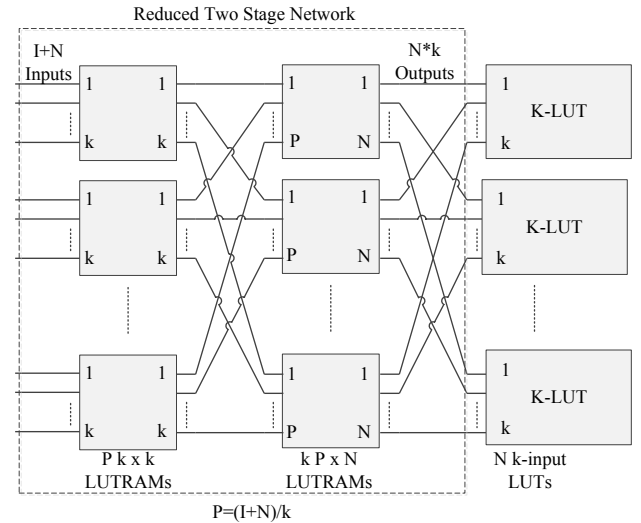 Reduced Two Stage Network
I+N
Inputs
N*k
Outputs
1 1
k k
1 1
P N
1
K-LUT
k
1 1
k k
1 1
P N
1
K-LUT
k
1 1
k k
1 1
P N
1
K-LUT
k
P k x k
LUTRAMs
k P x N
LUTRAMs
N k-input
LUTs
P=(I+N)/k